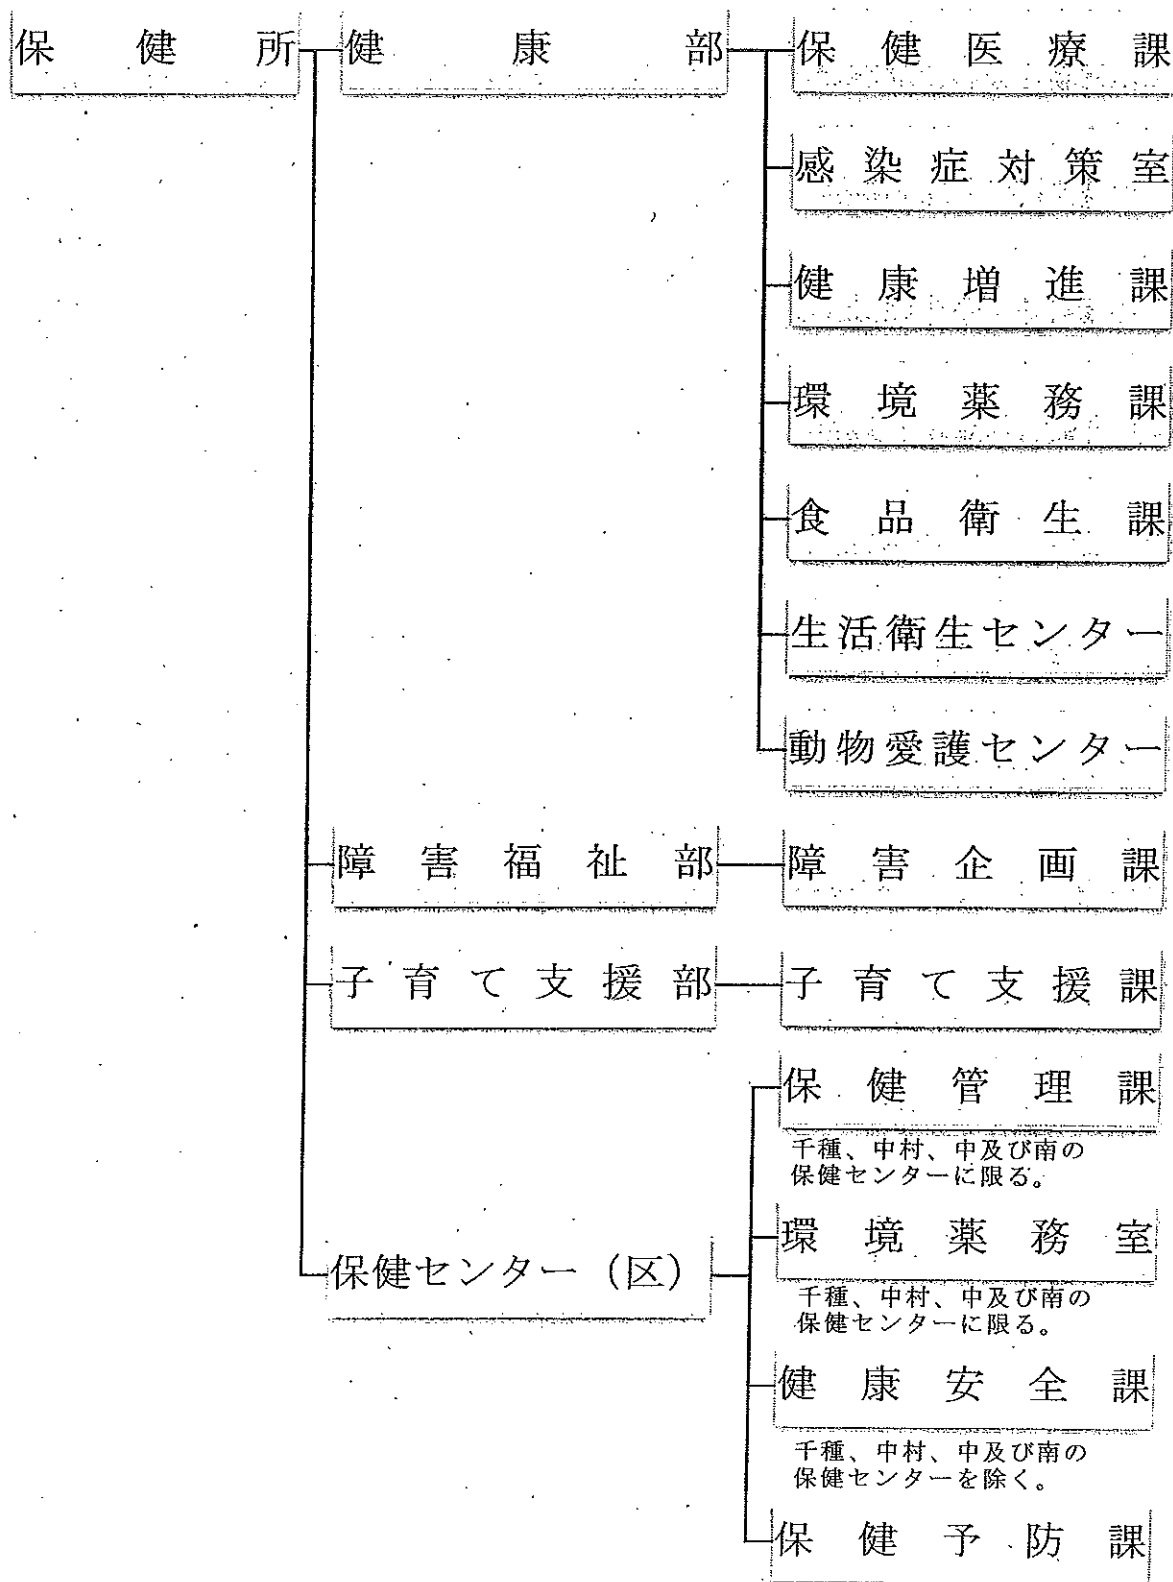 保健所
健康部
保健医療課
感染症対策室
健康増進課
環境薬務課
食品衛生課
生活衛生センター
動物愛護センター
障害福祉部
障害企画課
子育て支援部
子育て支援課
保健センター（区）
保健管理課
千種、中村、中及び南の
保健センターに限る。
環境薬務室
千種、中村、中及び南の
保健センターに限る。
健康安全課
千種、中村、中及び南の
保健センターを除く。
保健予防課